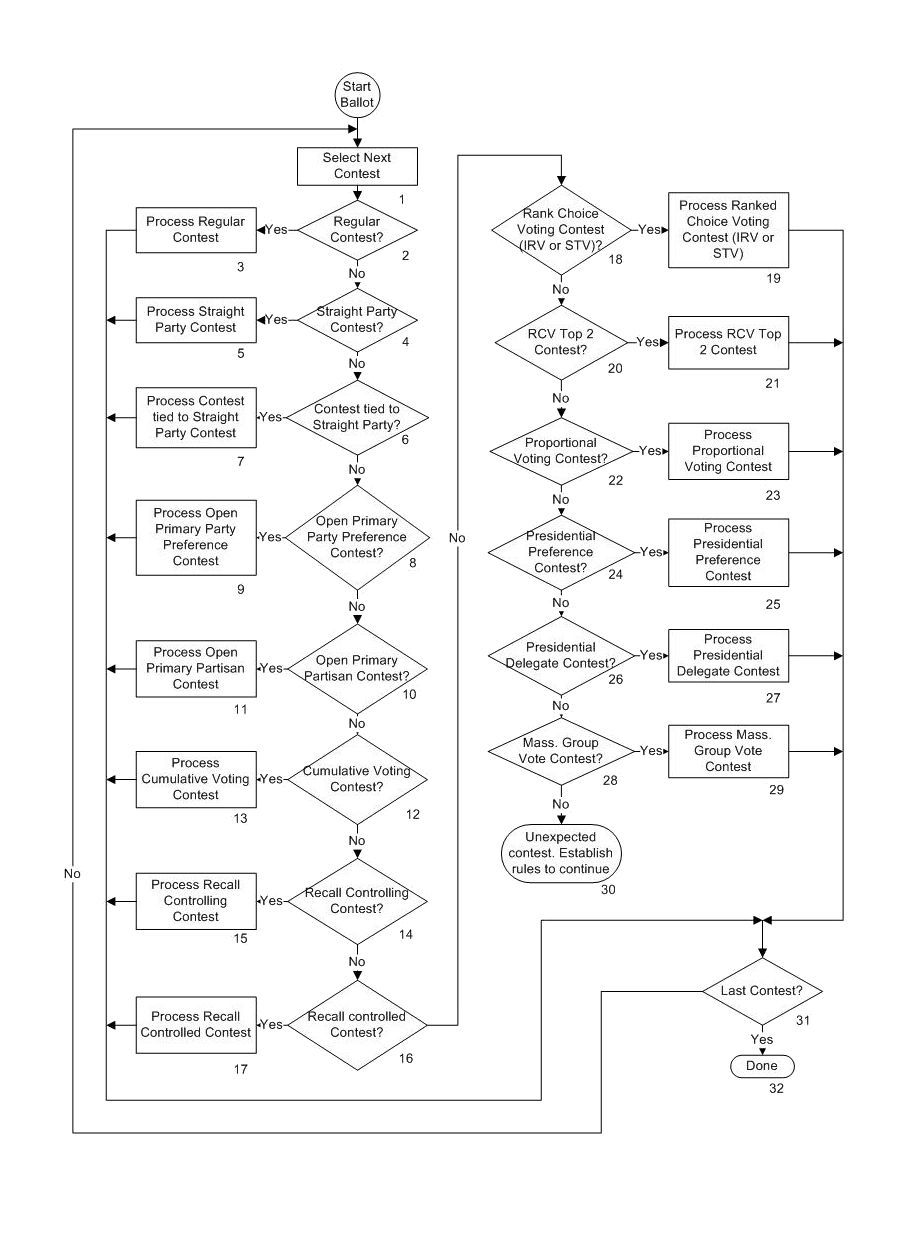 Start
Ballot
Select Next
Contest
1
Regular
Contest?
2
Yes
Process Regular
Contest
3
No
Straight Party
Contest?
4
Yes
Process Straight
Party Contest
5
No
Contest tied to
Straight Party?
6
Yes
Process Contest
tied to Straight
Party Contest
7
No
Open Primary
Party Preference
Contest?
8
Yes
Process Open
Primary Party
Preference
Contest
9
No
Open Primary
Partisan Contest?
10
Yes
Process Open
Primary Partisan
Contest
11
No
Cumulative Voting
Contest?
12
Yes
Process
Cumulative Voting
Contest
13
No
Recall Controlling
Contest?
14
Yes
Process Recall
Controlling
Contest
15
No
Recall controlled
Contest?
16
Yes
Process Recall
Controlled Contest
17
No
Rank Choice
Voting Contest
(IRV or STV)?
18
Yes
Process Ranked
Choice Voting
Contest (IRV or
STV)
19
No
RCV Top 2
Contest?
20
Yes
Process RCV Top
2 Contest
21
No
Proportional
Voting Contest?
22
Yes
Process
Proportional
Voting Contest
23
No
Presidential
Preference
Contest?
24
Yes
Process
Presidential
Preference
Contest
25
No
Presidential
Delegate Contest?
26
Yes
Process
Presidential
Delegate Contest
27
No
Mass. Group
Vote Contest?
28
Yes
Process Mass.
Group Vote
Contest
29
No
Unexpected
contest. Establish
rules to continue
30
Last Contest?
31
No
Yes
Done
32